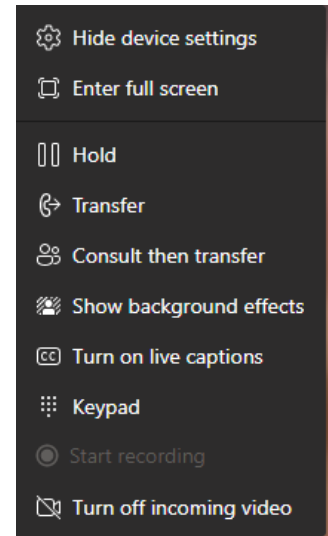 Hide device settings
Enter full screen
Hold
Transfer
Consult then transfer
Show background effects
CC Turn on live captions
Keypad
Start recording
Turn off incoming video